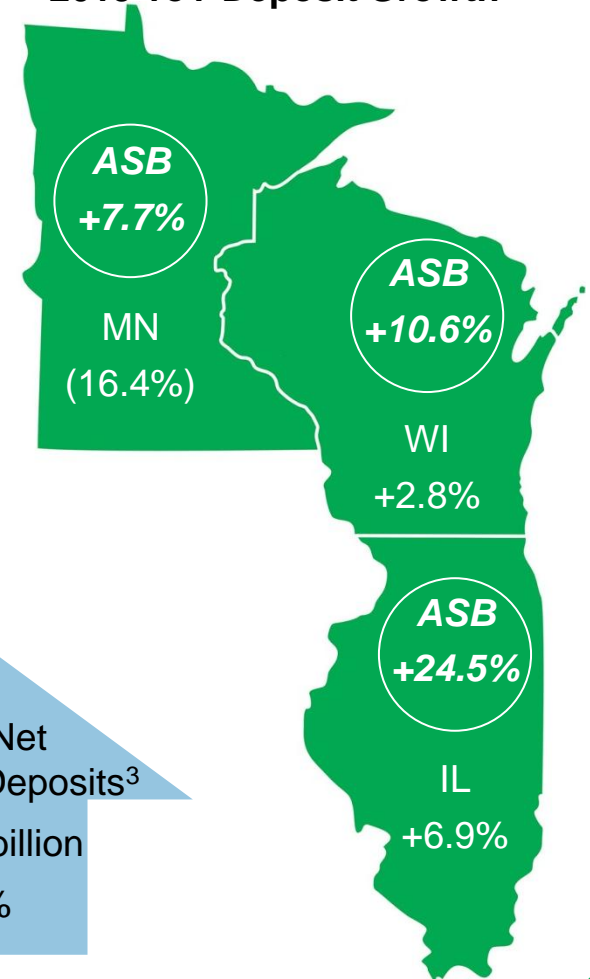 ASB
+7.7%
MN
(16.4%)
ASB
+10.6%
WI
+2.8%
ASB
+24.5%
IL
+6.9%
Net
Deposits3
billion
%